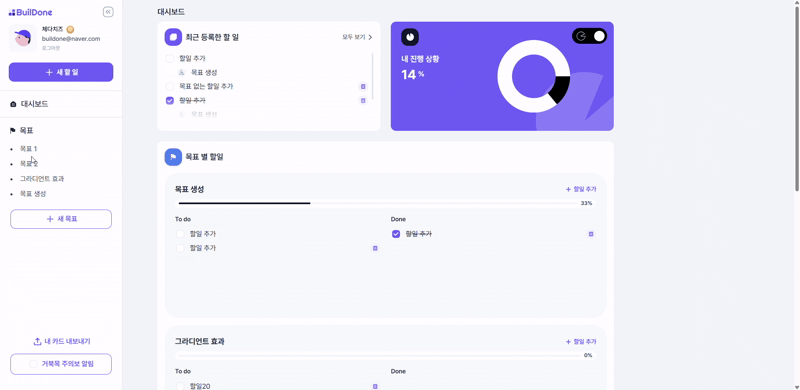 BuilDone
체다치즈
buildone@naver.com
로그아웃
+ 새 할 일
대시보드
목표
목표 1
목표 2
그라디언트 효과
목표 생성
+ 새 목표
내 카드 내보내기
거북목 주의보 알림
대시보드
최근 등록한 할 일
모두 보기
할일 추가
목표 생성
목표 없는 할일 추가
할일 추가
목표 생성
내 진행 상황
14 %
목표 별 할일
목표 생성
+ 할일 추가
33%
To do
할일 추가
할일 추가
Done
할일 추가
그라디언트 효과
+ 할일 추가
0%
To do
할일20
Done